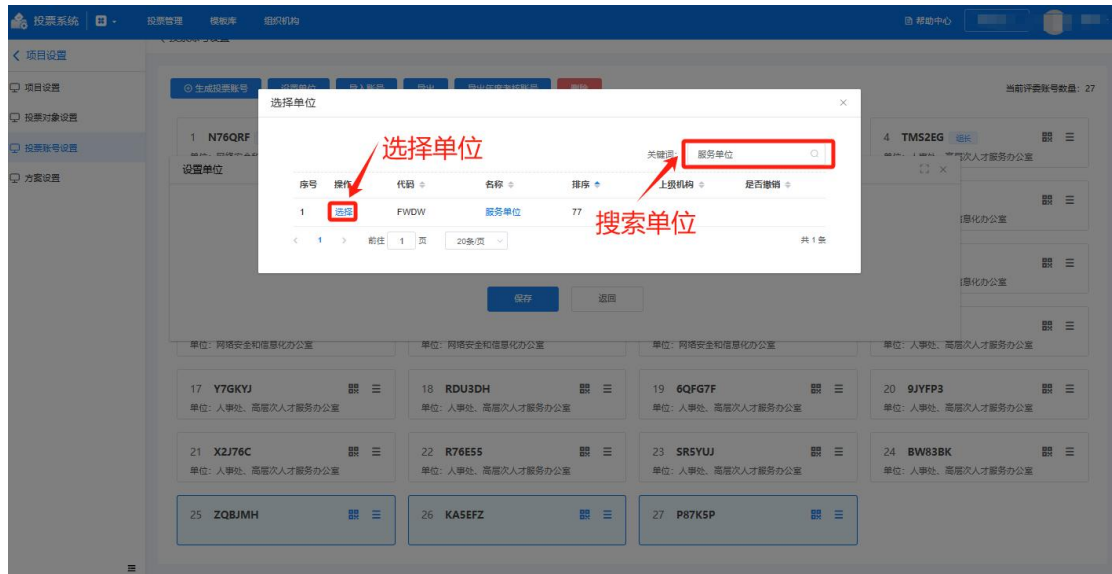 投票系统 投票管理 模板库 组织机构 帮助中心
项目设置
项目设置
投票对象设置
投票账号设置
方案设置
生成投票账号 设置单位 导入账号 导出 导出年度考核账号 删除 当前评委账号数量: 27
选择单位
1 N76QRF
4 TMS2EG 组长
设置单位
选择单位
关键词: 服务单位
序号 操作 代码 名称 排序 上级机构 是否撤销
1 选择 FWDW 服务单位 77
搜索单位
1 前往 1 页 20条/页 共 1 条
保存 返回
单位: 网络安全和信息化办公室 单位: 网络安全和信息化办公室 单位: 网络安全和信息化办公室 单位: 人事处、高层次人才服务办公室
17 Y7GKYJ 18 RDU3DH 19 6QFG7F 20 9JYFP3
单位: 人事处、高层次人才服务办公室 单位: 人事处、高层次人才服务办公室 单位: 人事处、高层次人才服务办公室 单位: 人事处、高层次人才服务办公室
21 X2J76C 22 R76E55 23 SR5YUJ 24 BW83BK
单位: 人事处、高层次人才服务办公室 单位: 人事处、高层次人才服务办公室 单位: 人事处、高层次人才服务办公室 单位: 人事处、高层次人才服务办公室
25 ZQBJMH 26 KA5EFZ 27 P87K5P